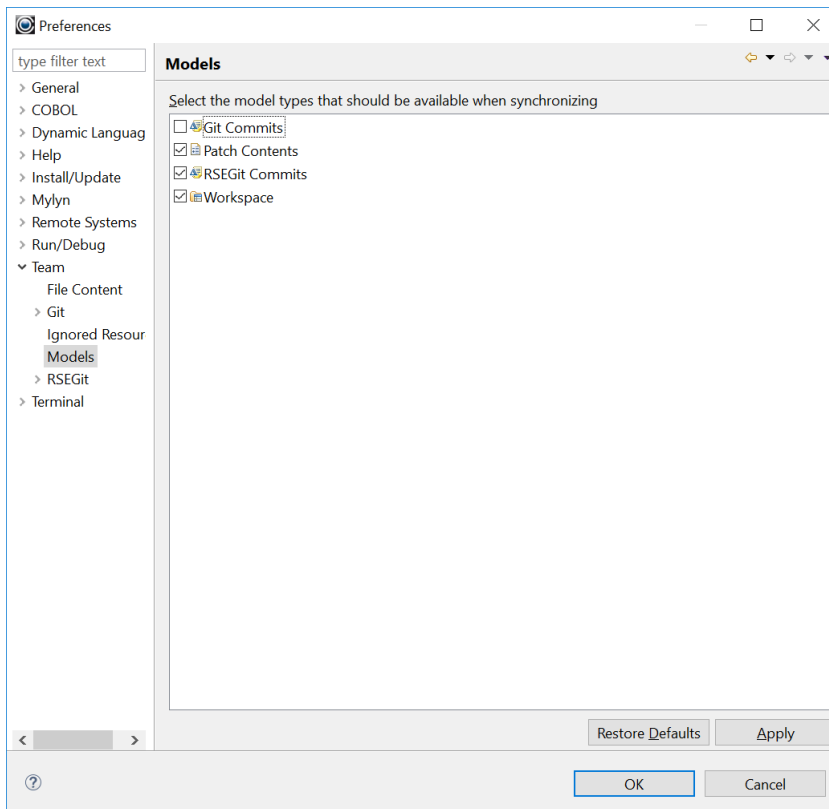 Preferences
type filter text
General
COBOL
Dynamic Languag
Help
Install/Update
Mylyn
Remote Systems
Run/Debug
Team
File Content
Git
Ignored Resour
Models
RSEGit
Terminal
Models
Select the model types that should be available when synchronizing
Git Commits
Patch Contents
RSEGit Commits
Workspace
Restore Defaults
Apply
OK
Cancel